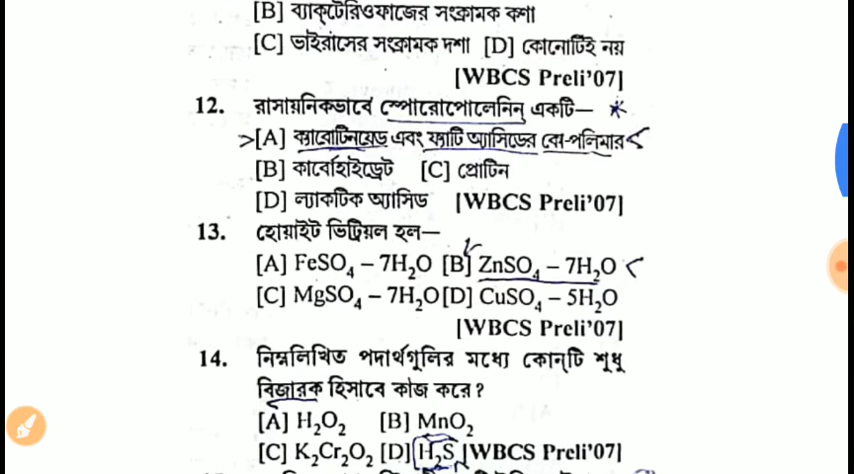 [B] ব্যাক্টেরিওফাজের সংক্রামক কণা
[C] ভাইরাসের সংক্রামক দশা [D] কোনোটিই নয়
[WBCS Preli'07]
12. রাসায়নিকভাবে স্পোরোপোলেনিন্ একটি—
[A] ক্যারোটিনয়েড এবং ফ্যাটি অ্যাসিডের কো-পলিমার
[B] কার্বোহাইড্রেট [C] প্রোটিন
[D] ল্যাকটিক অ্যাসিড [WBCS Preli'07]
13. হোয়াইট ভিট্রিয়ল হল—
[A] FeSO₄ – 7H₂O [B] ZnSO₄ – 7H₂O
[C] MgSO₄ – 7H₂O [D] CuSO₄ – 5H₂O
[WBCS Preli'07]
14. নিম্নলিখিত পদার্থগুলির মধ্যে কোন্‌টি শুধু
বিজারক হিসাবে কাজ করে?
[A] H₂O₂ [B] MnO₂
[C] K₂Cr₂O₂ [D] H₂S [WBCS Preli'07]